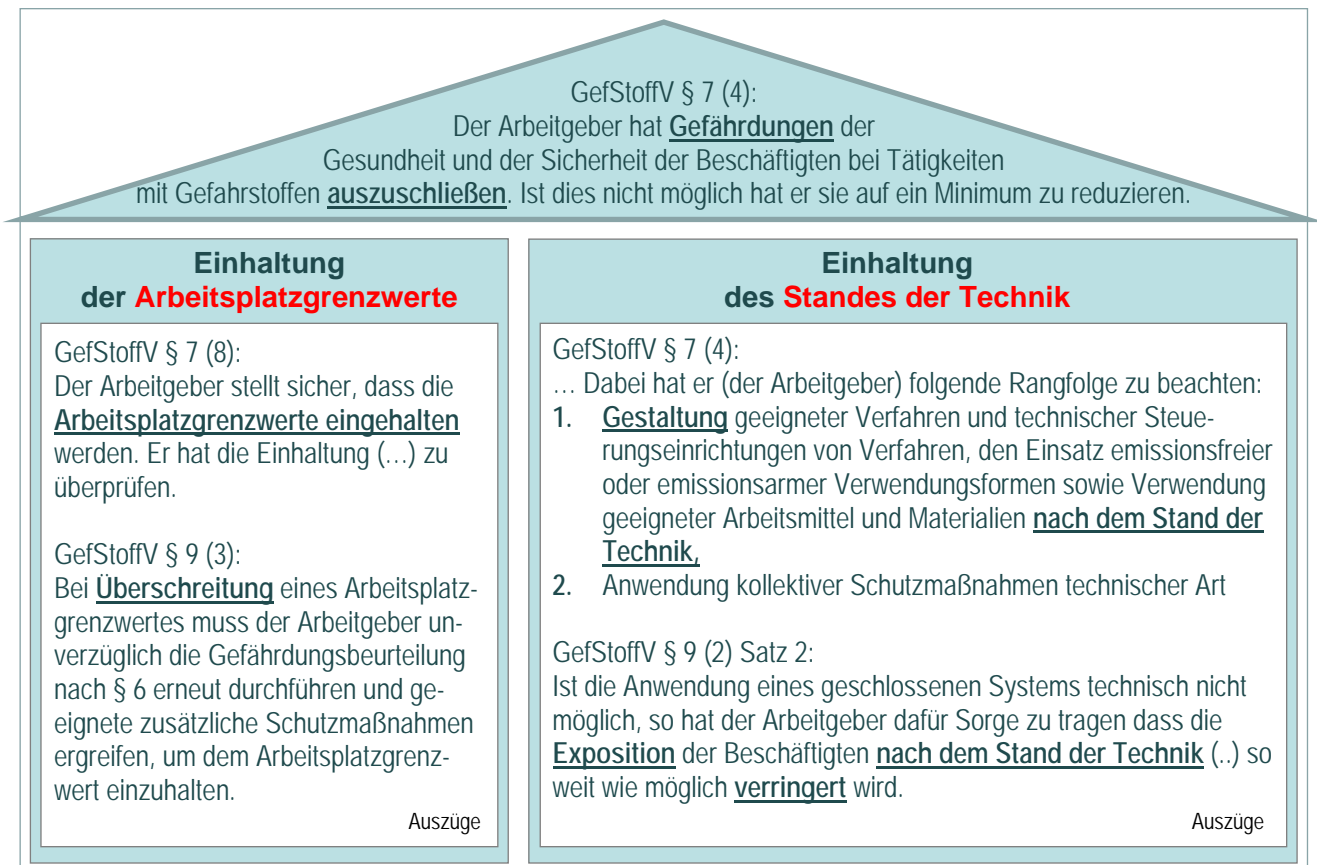 GefStoffV § 7 (4):
Der Arbeitgeber hat Gefährdungen der
Gesundheit und der Sicherheit der Beschäftigten bei Tätigkeiten
mit Gefahrstoffen auszuschließen. Ist dies nicht möglich hat er sie auf ein Minimum zu reduzieren.
Einhaltung
der Arbeitsplatzgrenzwerte
GefStoffV § 7 (8):
Der Arbeitgeber stellt sicher, dass die
Arbeitsplatzgrenzwerte eingehalten
werden. Er hat die Einhaltung (…) zu
überprüfen.
GefStoffV § 9 (3):
Bei Überschreitung eines Arbeitsplatz-
grenzwertes muss der Arbeitgeber un-
verzüglich die Gefährdungsbeurteilung
nach § 6 erneut durchführen und ge-
eignete zusätzliche Schutzmaßnahmen
ergreifen, um dem Arbeitsplatzgrenz-
wert einzuhalten.
Auszüge
Einhaltung
des Standes der Technik
GefStoffV § 7 (4):
… Dabei hat er (der Arbeitgeber) folgende Rangfolge zu beachten:
1. Gestaltung geeigneter Verfahren und technischer Steue-
rungseinrichtungen von Verfahren, den Einsatz emissionsfreier
oder emissionsarmer Verwendungsformen sowie Verwendung
geeigneter Arbeitsmittel und Materialien nach dem Stand der
Technik,
2. Anwendung kollektiver Schutzmaßnahmen technischer Art
GefStoffV § 9 (2) Satz 2:
Ist die Anwendung eines geschlossenen Systems technisch nicht
möglich, so hat der Arbeitgeber dafür Sorge zu tragen dass die
Exposition der Beschäftigten nach dem Stand der Technik (..) so
weit wie möglich verringert wird.
Auszüge